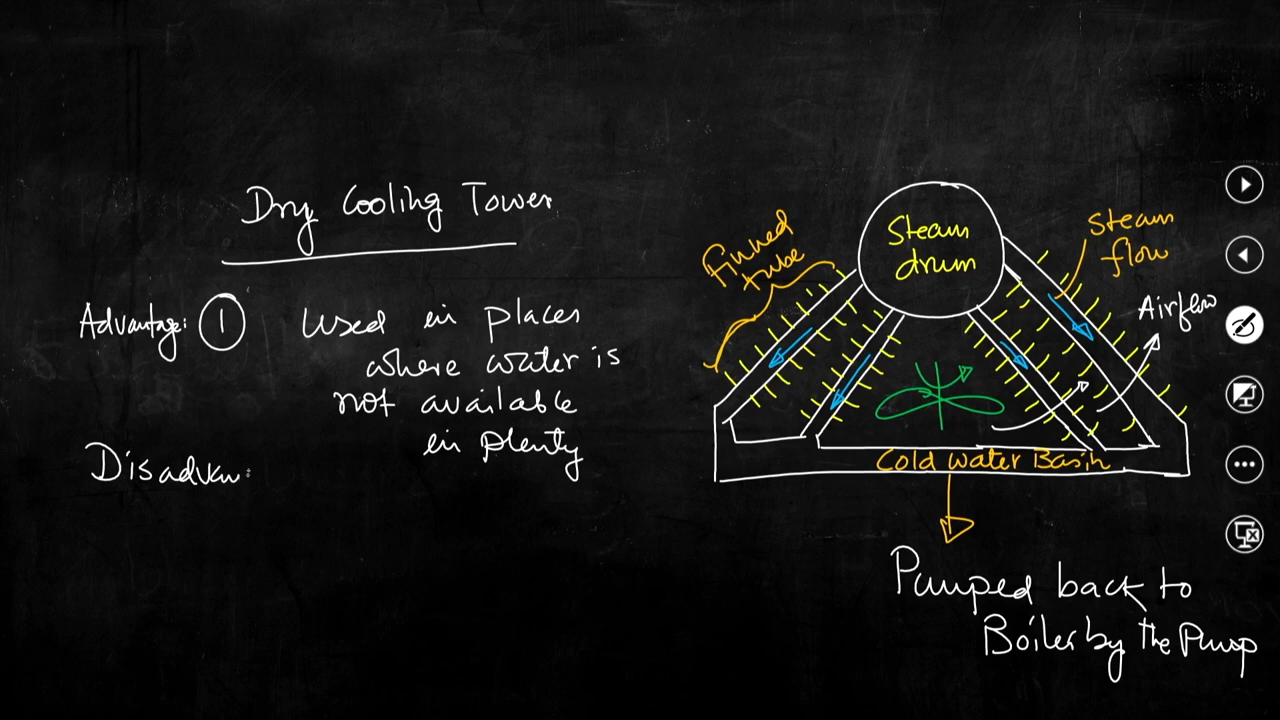 Dry Cooling Tower
Advantage: 1 Used in places
where water is
not available
in plenty
Disadvan
Finned
tube
Steam
drum
Steam
flow
Airflow
Cold water Basin
Pumped back to
Boiler by the Pump